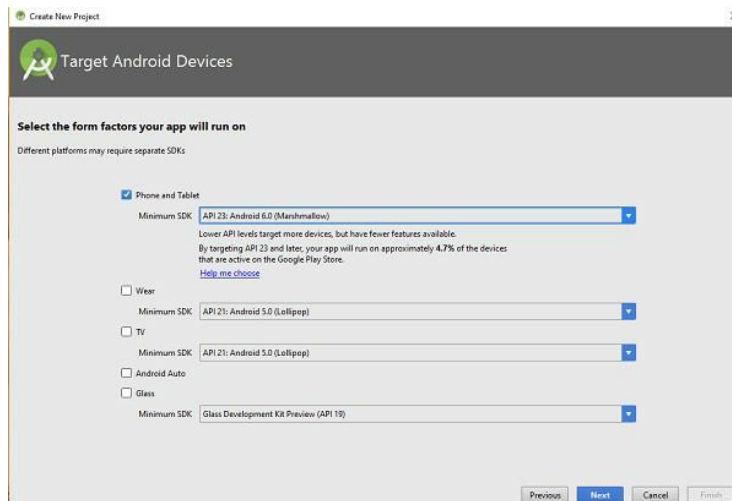 Create New Project
Target Android Devices
Select the form factors your app will run on
Different platforms may require separate SDKs
Phone and Tablet
Minimum SDK API 23: Android 6.0 (Marshmallow)
Lower API levels target more devices, but have fewer features available.
By targeting API 23 and later, your app will run on approximately 4.7% of the devices
that are active on the Google Play Store.
Help me choose
Wear
Minimum SDK API 21: Android 5.0 (Lollipop)
TV
Minimum SDK API 21: Android 5.0 (Lollipop)
Android Auto
Glass
Minimum SDK Glass Development Kit Preview (API 19)
Previous Next Cancel Finish